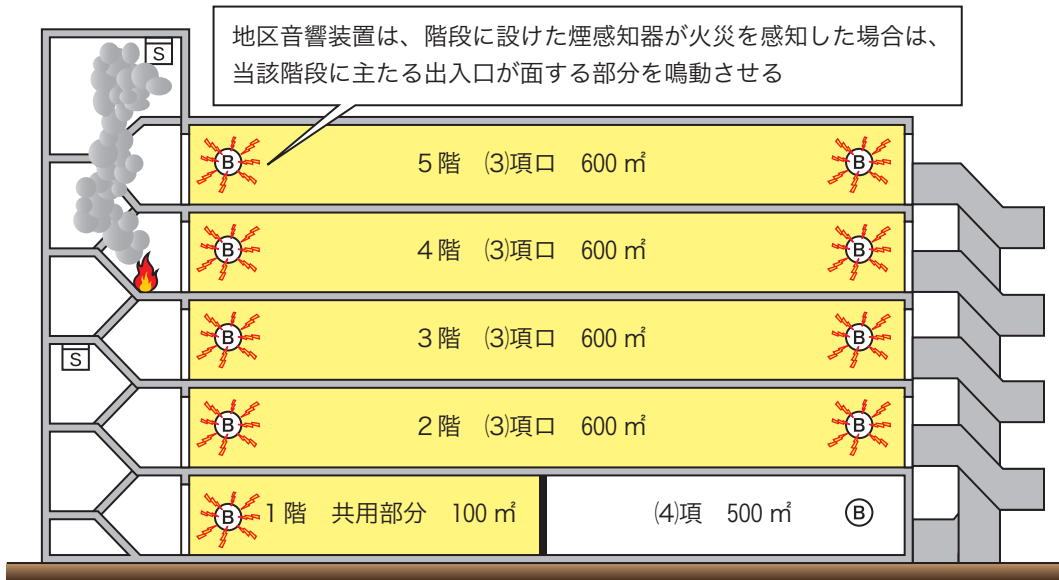 地区音響装置は、階段に設けた煙感知器が火災を感知した場合は、
当該階段に主たる出入口が面する部分を鳴動させる
S
B 5階 ⑶項ロ 600㎡ B
B 4階 ⑶項ロ 600㎡ B
B 3階 ⑶項ロ 600㎡ B
S
B 2階 ⑶項ロ 600㎡ B
B 1階 共用部分 100㎡ ⑷項 500㎡ B